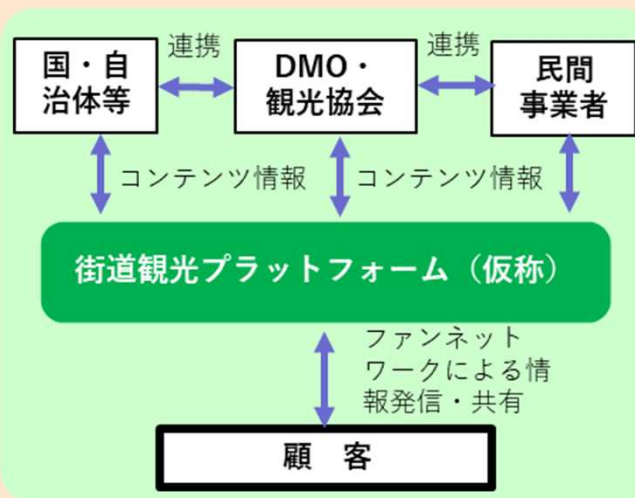 連携
連携
国・自
治体等
DMO・
観光協会
民間
事業者
コンテンツ情報
コンテンツ情報
街道観光プラットフォーム（仮称）
ファンネット
ワークによる情
報発信・共有
顧　客